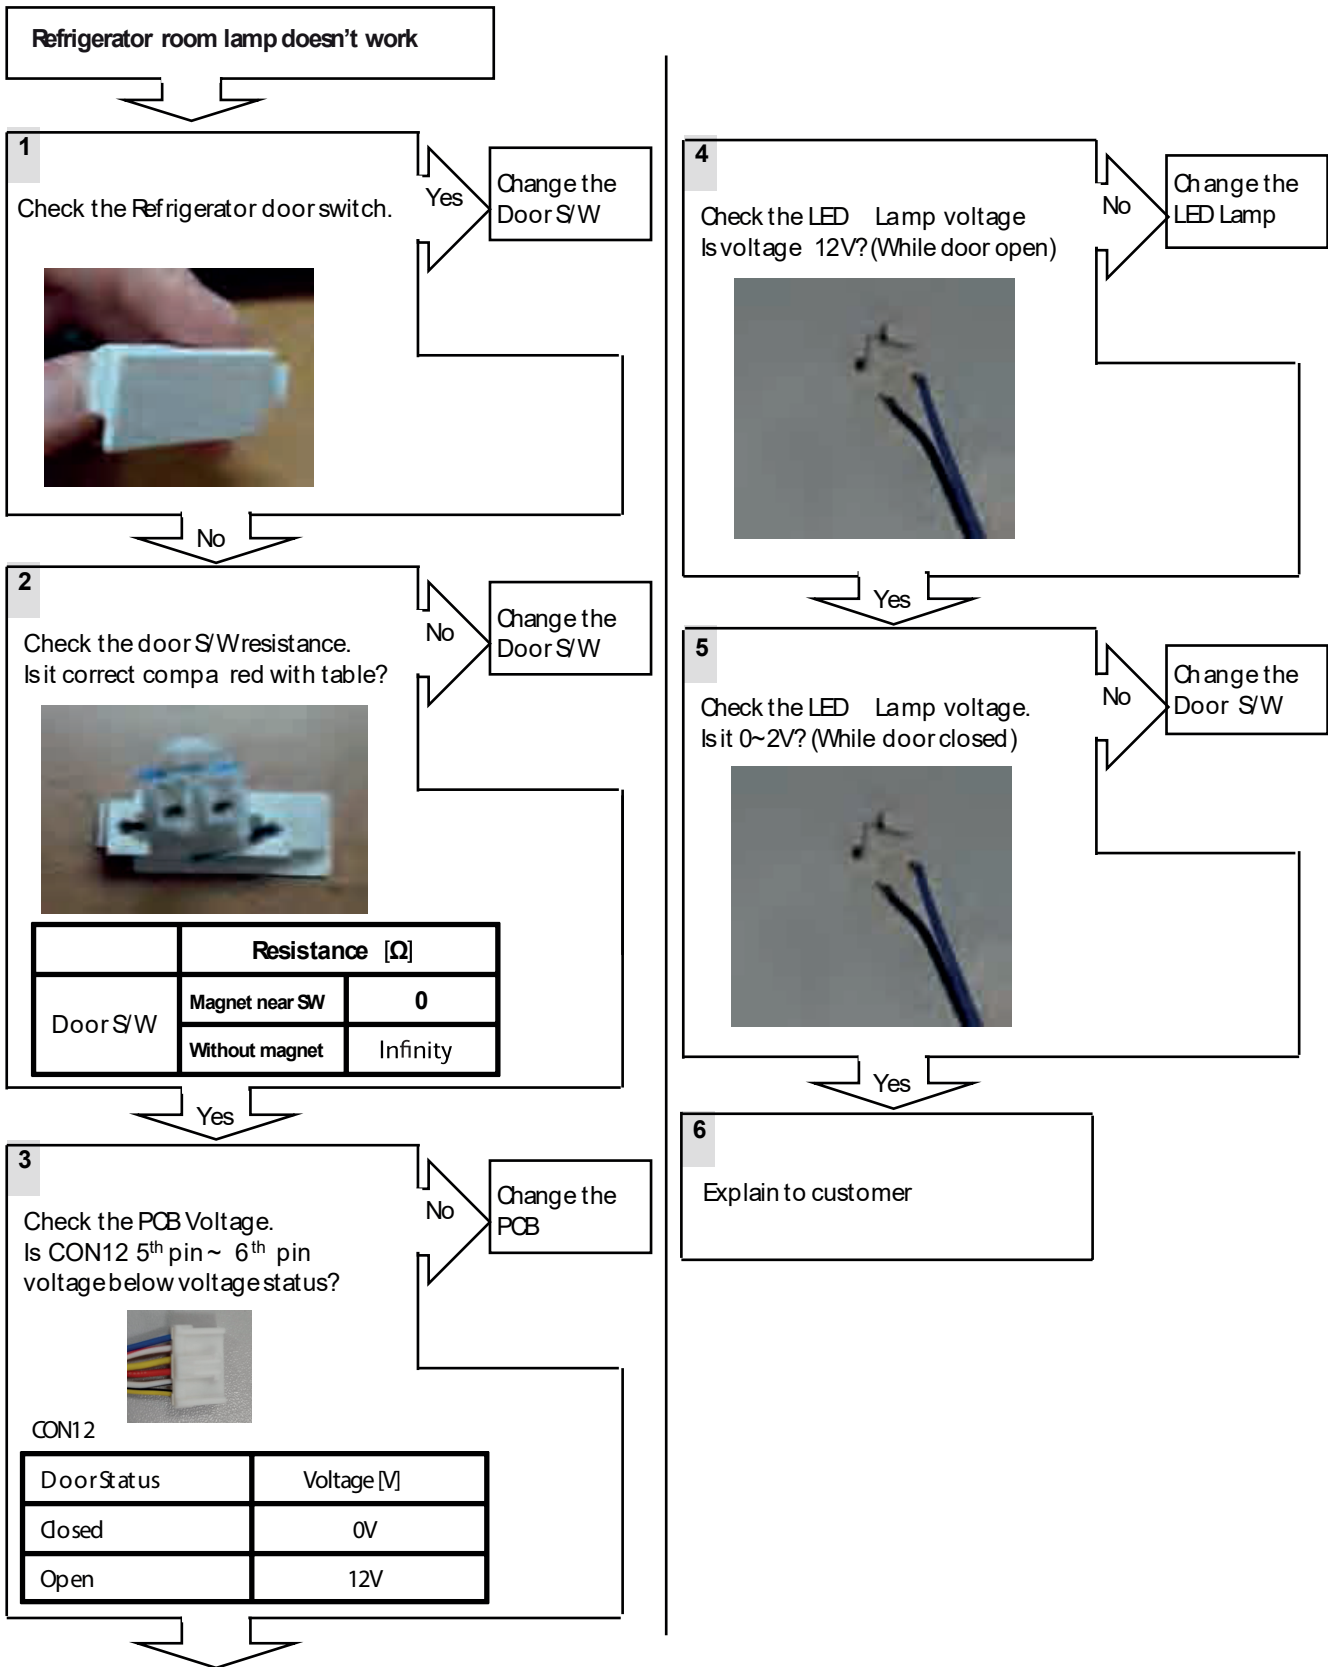 Refrigerator room lamp doesn't work
1
Check the Refrigerator door switch.
Yes
Change the
Door S/W
No
2
Check the door S/W resistance.
Is it correct compa red with table?
No
Change the
Door S/W
Resistance [Ω]
Door S/W
Magnet near SW
0
Without magnet
Infinity
Yes
3
Check the PCB Voltage.
Is CON12 5th pin ~ 6th pin
voltage below voltage status?
No
Change the
PCB
CON12
Door Status
Voltage [V]
Closed
0V
Open
12V
4
Check the LED Lamp voltage
Is voltage 12V? (While door open)
No
Change the
LED Lamp
Yes
5
Check the LED Lamp voltage.
Is it 0~2V? (While door closed)
No
Change the
Door S/W
Yes
6
Explain to customer